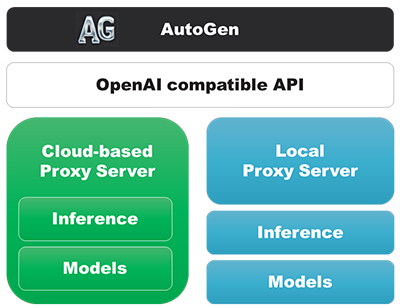 AG AutoGen
OpenAI compatible API
Cloud-based
Proxy Server
Inference
Models
Local
Proxy Server
Inference
Models